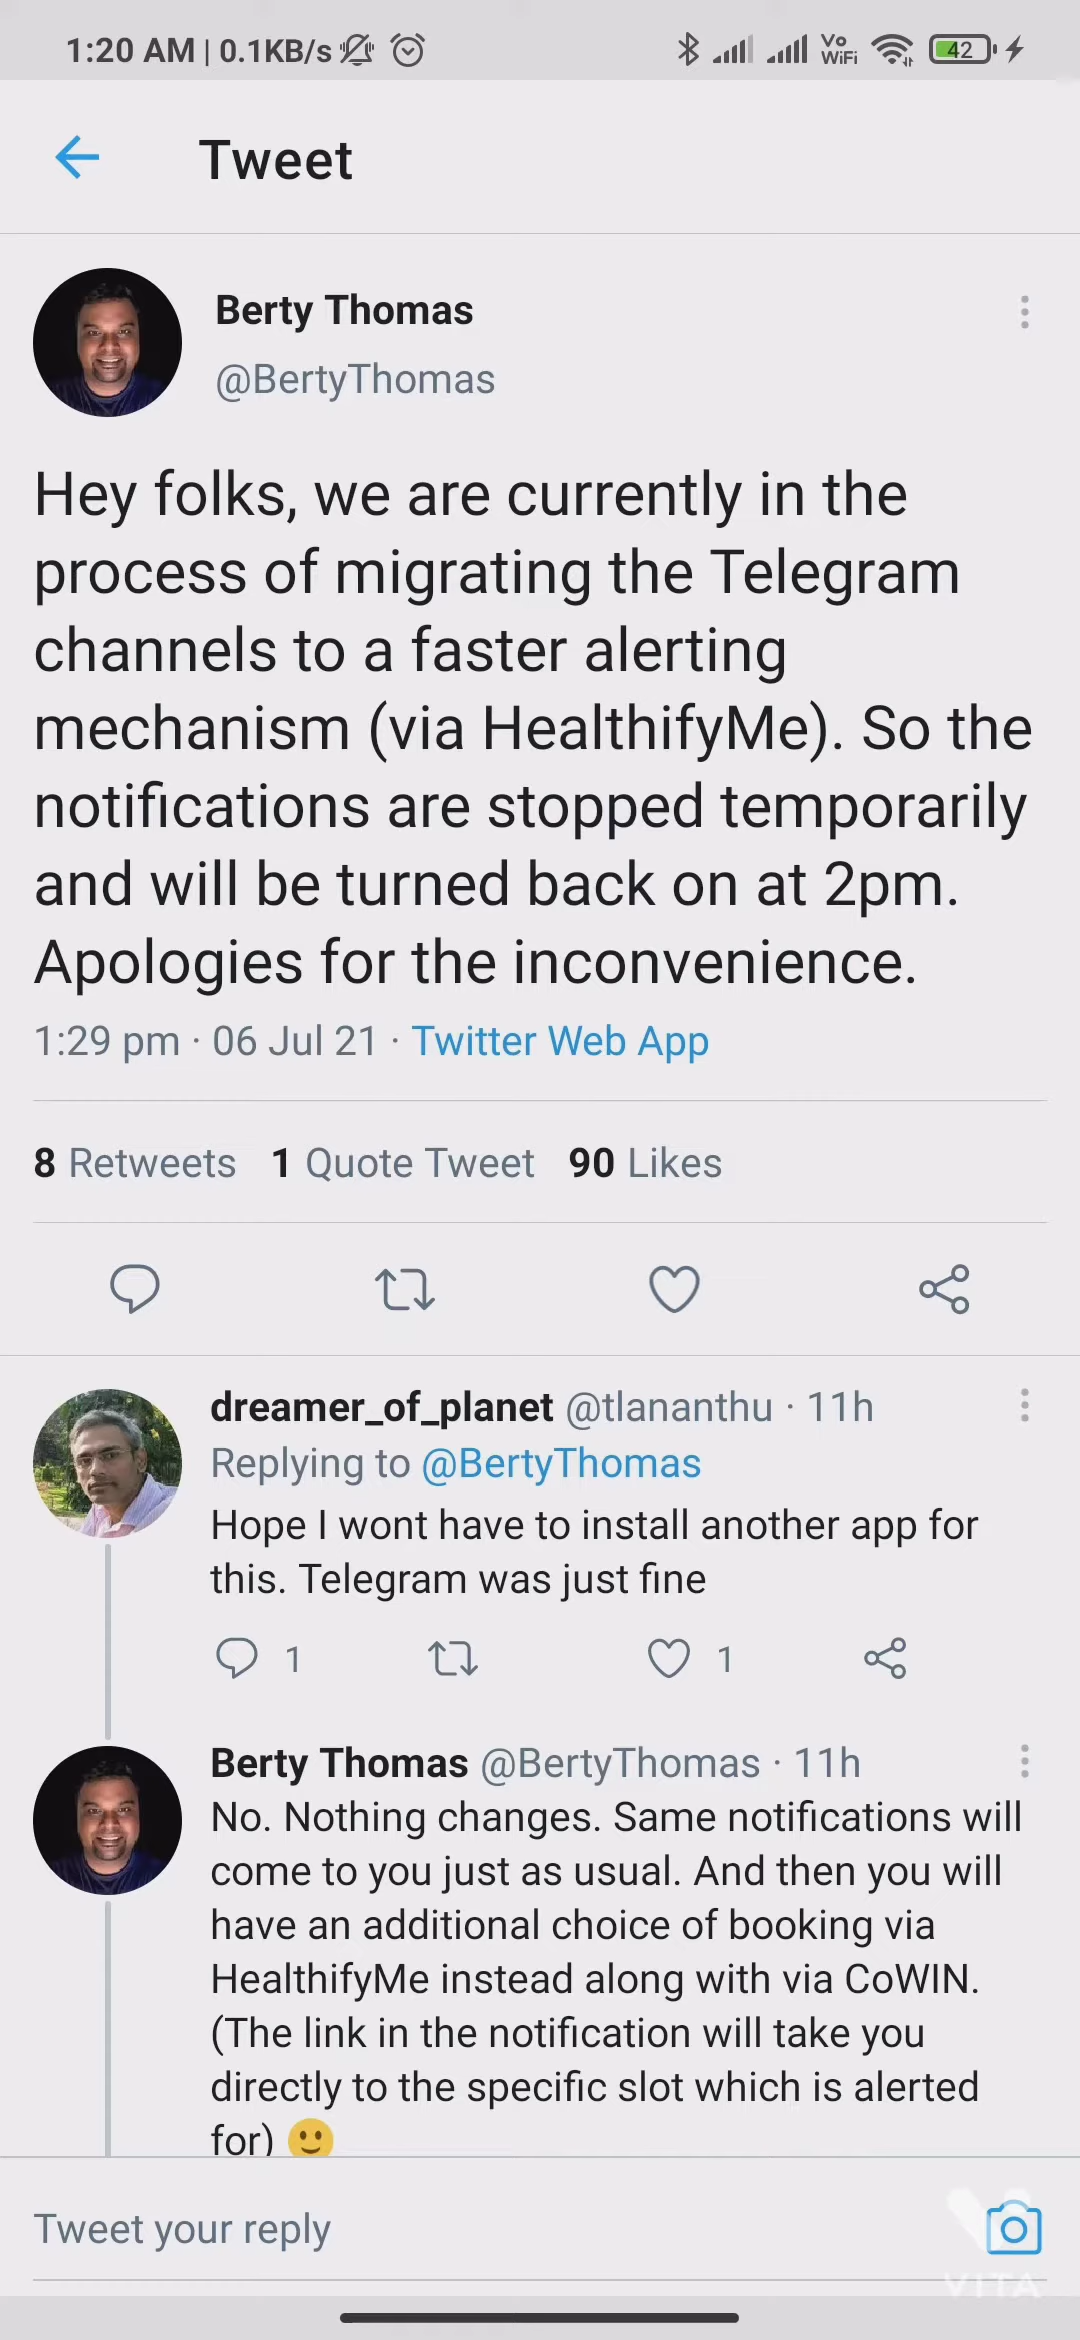 1:20 AM | 0.1KB/s
Vo
WiFi
42
Tweet
Berty Thomas
@BertyThomas
Hey folks, we are currently in the
process of migrating the Telegram
channels to a faster alerting
mechanism (via HealthifyMe). So the
notifications are stopped temporarily
and will be turned back on at 2pm.
Apologies for the inconvenience.
1:29 pm · 06 Jul 21 · Twitter Web App
8 Retweets 1 Quote Tweet 90 Likes
dreamer_of_planet @tlananthu · 11h
Replying to @BertyThomas
Hope I wont have to install another app for
this. Telegram was just fine
1 1
Berty Thomas @BertyThomas · 11h
No. Nothing changes. Same notifications will
come to you just as usual. And then you will
have an additional choice of booking via
HealthifyMe instead along with via CoWIN.
(The link in the notification will take you
directly to the specific slot which is alerted
for) 🙂
Tweet your reply
VITA